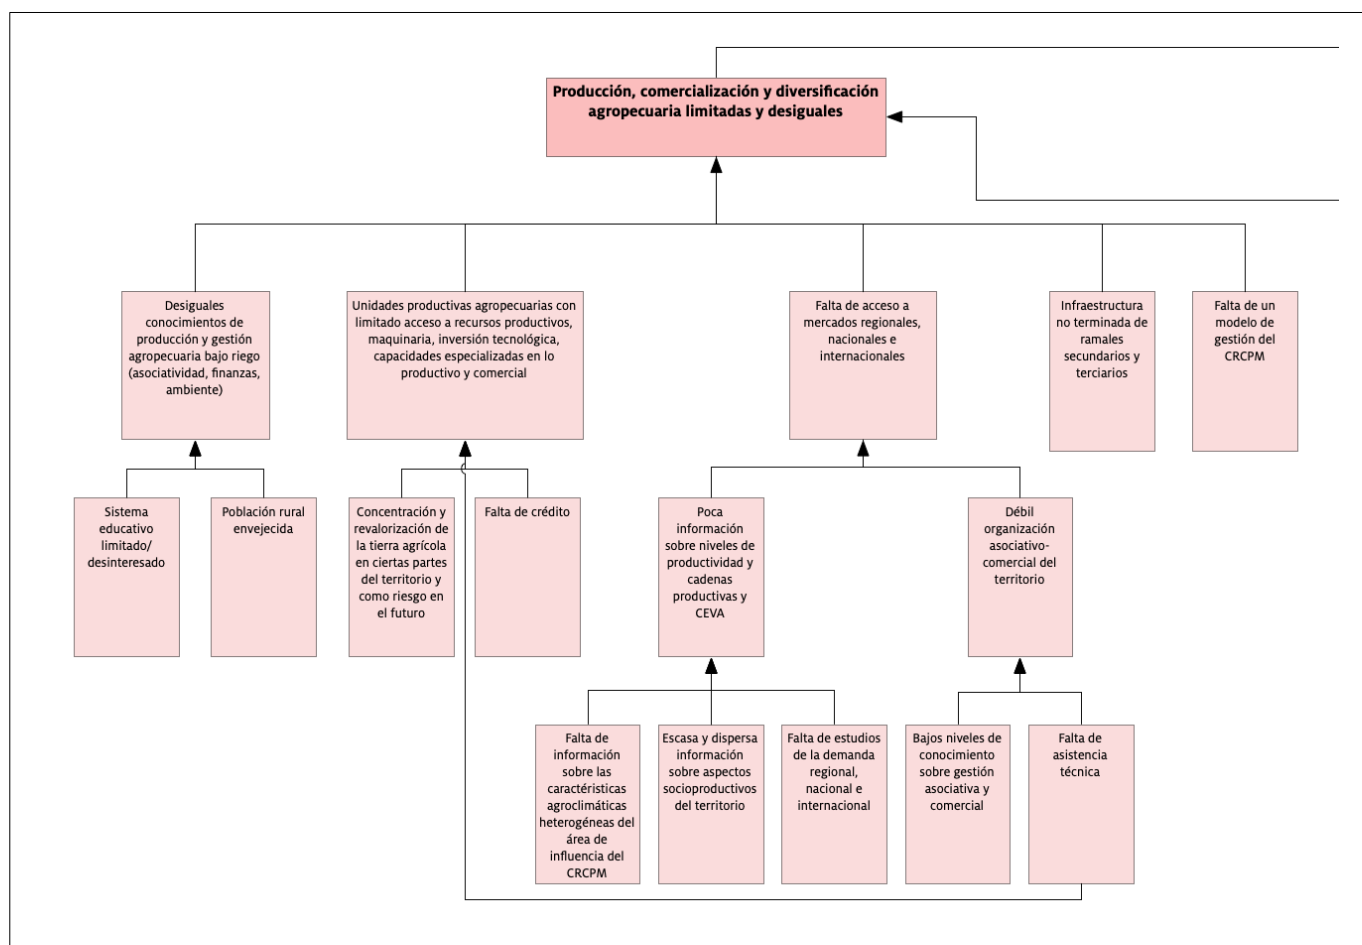 Producción, comercialización y diversificación
agropecuaria limitadas y desiguales
Desiguales
conocimientos de
producción y gestión
agropecuaria bajo riego
(asociatividad, finanzas,
ambiente)
Unidades productivas agropecuarias con
limitado acceso a recursos productivos,
maquinaria, inversión tecnológica,
capacidades especializadas en lo
productivo y comercial
Falta de acceso a
mercados regionales,
nacionales e
internacionales
Infraestructura
no terminada de
ramales
secundarios y
terciarios
Falta de un
modelo de
gestión del
CRCPM
Sistema
educativo
limitado/
desinteresado
Población rural
envejecida
Concentración y
revalorización de
la tierra agrícola
en ciertas partes
del territorio y
como riesgo en
el futuro
Falta de crédito
Poca
información
sobre niveles de
productividad y
cadenas
productivas y
CEVA
Débil
organización
asociativo-
comercial del
territorio
Falta de
información
sobre las
caractéristicas
agroclimáticas
heterogéneas del
área de
influencia del
CRCPM
Escasa y dispersa
información
sobre aspectos
socioproductivos
del territorio
Falta de estudios
de la demanda
regional,
nacional e
internacional
Bajos niveles de
conocimiento
sobre gestión
asociativa y
comercial
Falta de
asistencia
técnica